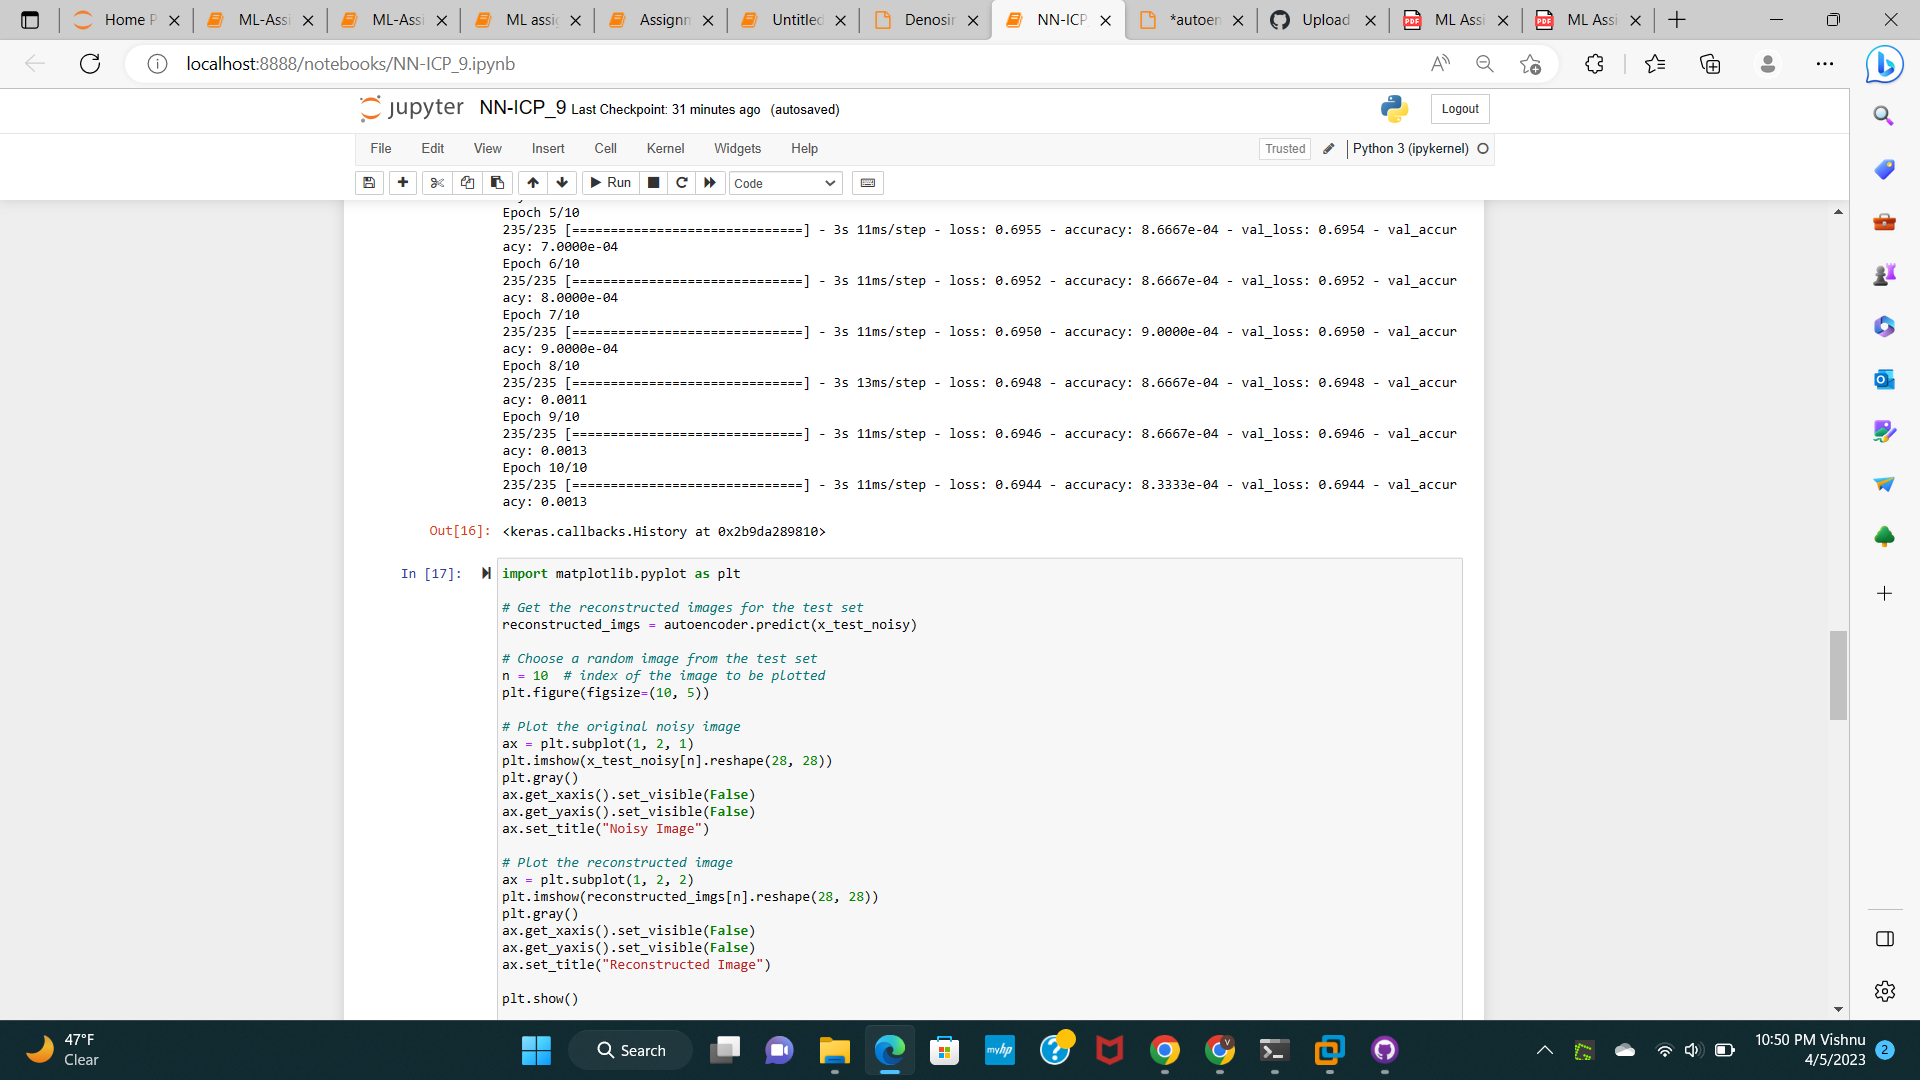 Home P
ML-Assi
ML-Assi
ML assig
Assignm
Untitled
Denosin
NN-ICP
*autoen
Upload
ML Assi
ML Assi
localhost:8888/notebooks/NN-ICP_9.ipynb
jupyter NN-ICP_9 Last Checkpoint: 31 minutes ago (autosaved)
Logout
File Edit View Insert Cell Kernel Widgets Help
Trusted Python 3 (ipykernel)
Run Code
Epoch 5/10
235/235 [==============================] - 3s 11ms/step - loss: 0.6955 - accuracy: 8.6667e-04 - val_loss: 0.6954 - val_accur
acy: 7.0000e-04
Epoch 6/10
235/235 [==============================] - 3s 11ms/step - loss: 0.6952 - accuracy: 8.6667e-04 - val_loss: 0.6952 - val_accur
acy: 8.0000e-04
Epoch 7/10
235/235 [==============================] - 3s 11ms/step - loss: 0.6950 - accuracy: 9.0000e-04 - val_loss: 0.6950 - val_accur
acy: 9.0000e-04
Epoch 8/10
235/235 [==============================] - 3s 13ms/step - loss: 0.6948 - accuracy: 8.6667e-04 - val_loss: 0.6948 - val_accur
acy: 0.0011
Epoch 9/10
235/235 [==============================] - 3s 11ms/step - loss: 0.6946 - accuracy: 8.6667e-04 - val_loss: 0.6946 - val_accur
acy: 0.0013
Epoch 10/10
235/235 [==============================] - 3s 11ms/step - loss: 0.6944 - accuracy: 8.3333e-04 - val_loss: 0.6944 - val_accur
acy: 0.0013
Out[16]: <keras.callbacks.History at 0x2b9da289810>
In [17]: import matplotlib.pyplot as plt
# Get the reconstructed images for the test set
reconstructed_imgs = autoencoder.predict(x_test_noisy)
# Choose a random image from the test set
n = 10  # index of the image to be plotted
plt.figure(figsize=(10, 5))
# Plot the original noisy image
ax = plt.subplot(1, 2, 1)
plt.imshow(x_test_noisy[n].reshape(28, 28))
plt.gray()
ax.get_xaxis().set_visible(False)
ax.get_yaxis().set_visible(False)
ax.set_title("Noisy Image")
# Plot the reconstructed image
ax = plt.subplot(1, 2, 2)
plt.imshow(reconstructed_imgs[n].reshape(28, 28))
plt.gray()
ax.get_xaxis().set_visible(False)
ax.get_yaxis().set_visible(False)
ax.set_title("Reconstructed Image")
plt.show()
47°F
Clear
Search
myhp
V
10:50 PM Vishnu
4/5/2023
2